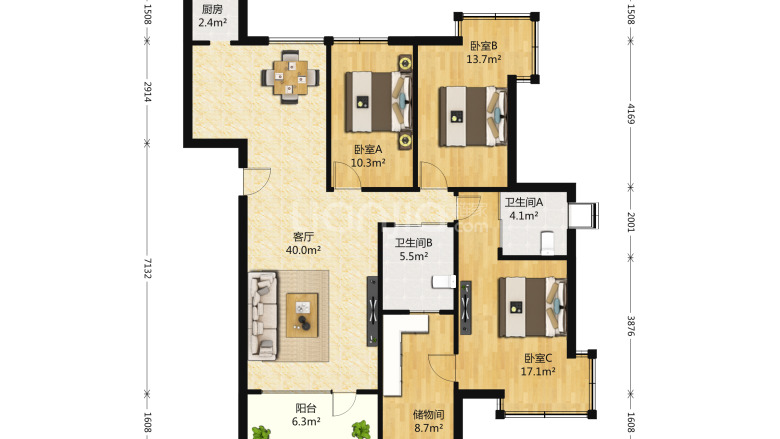 厨房
2.4m²
卧室B
13.7m²
卧室A
10.3m²
卫生间A
4.1m²
客厅
40.0m²
卫生间B
5.5m²
卧室C
17.1m²
阳台
6.3m²
储物间
8.7m²
1508
2914
7132
1608
1508
4169
2001
3876
1608
LIANJIA.com